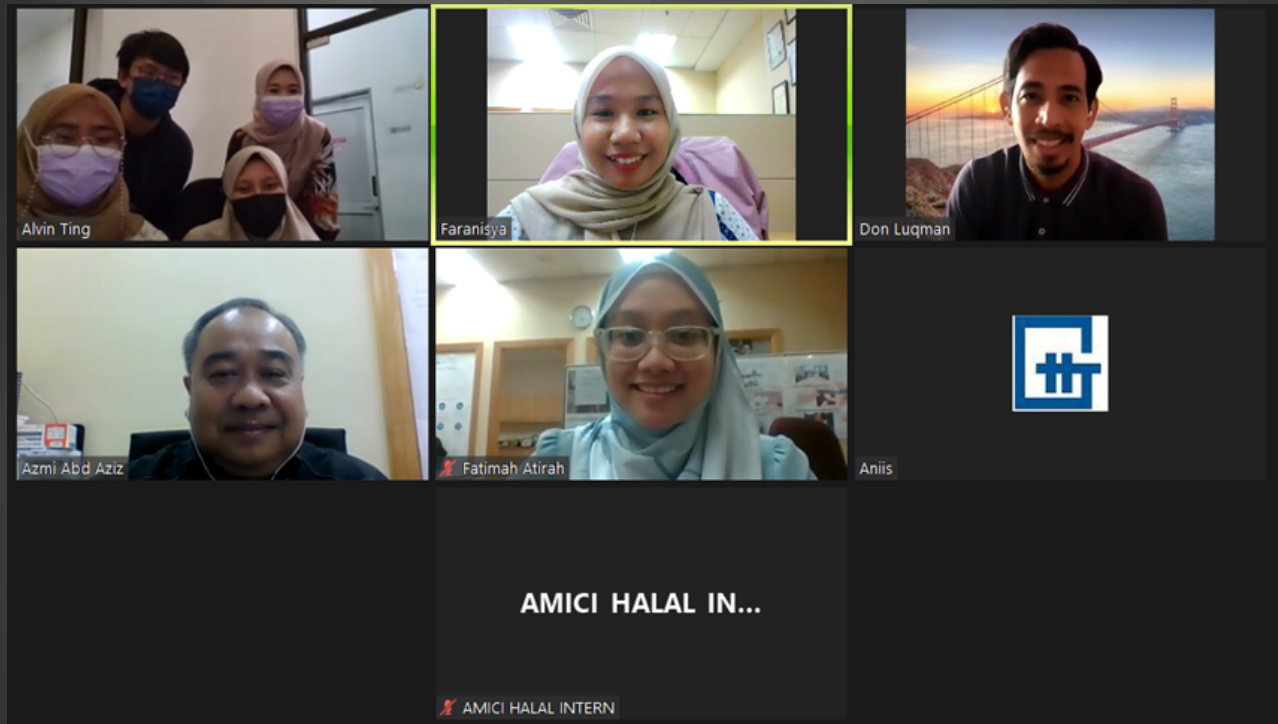 Alvin Ting
Faranisya
Don Luqman
Azmi Abd Aziz
Fatimah Atirah
Aniis
AMICI HALAL IN...
AMICI HALAL INTERN